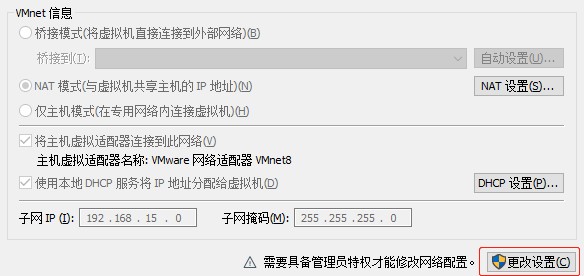 VMnet 信息
桥接模式(将虚拟机直接连接到外部网络)(B)
桥接到(T):
自动设置(U)...
NAT 模式(与虚拟机共享主机的 IP 地址)(N)
NAT 设置(S)...
仅主机模式(在专用网络内连接虚拟机)(H)
将主机虚拟适配器连接到此网络(V)
主机虚拟适配器名称: VMware 网络适配器 VMnet8
使用本地 DHCP 服务将 IP 地址分配给虚拟机(D)
DHCP 设置(P)...
子网 IP (I): 192 . 168 . 15 . 0 子网掩码(M): 255 . 255 . 255 . 0
需要具备管理员特权才能修改网络配置。
更改设置(C)